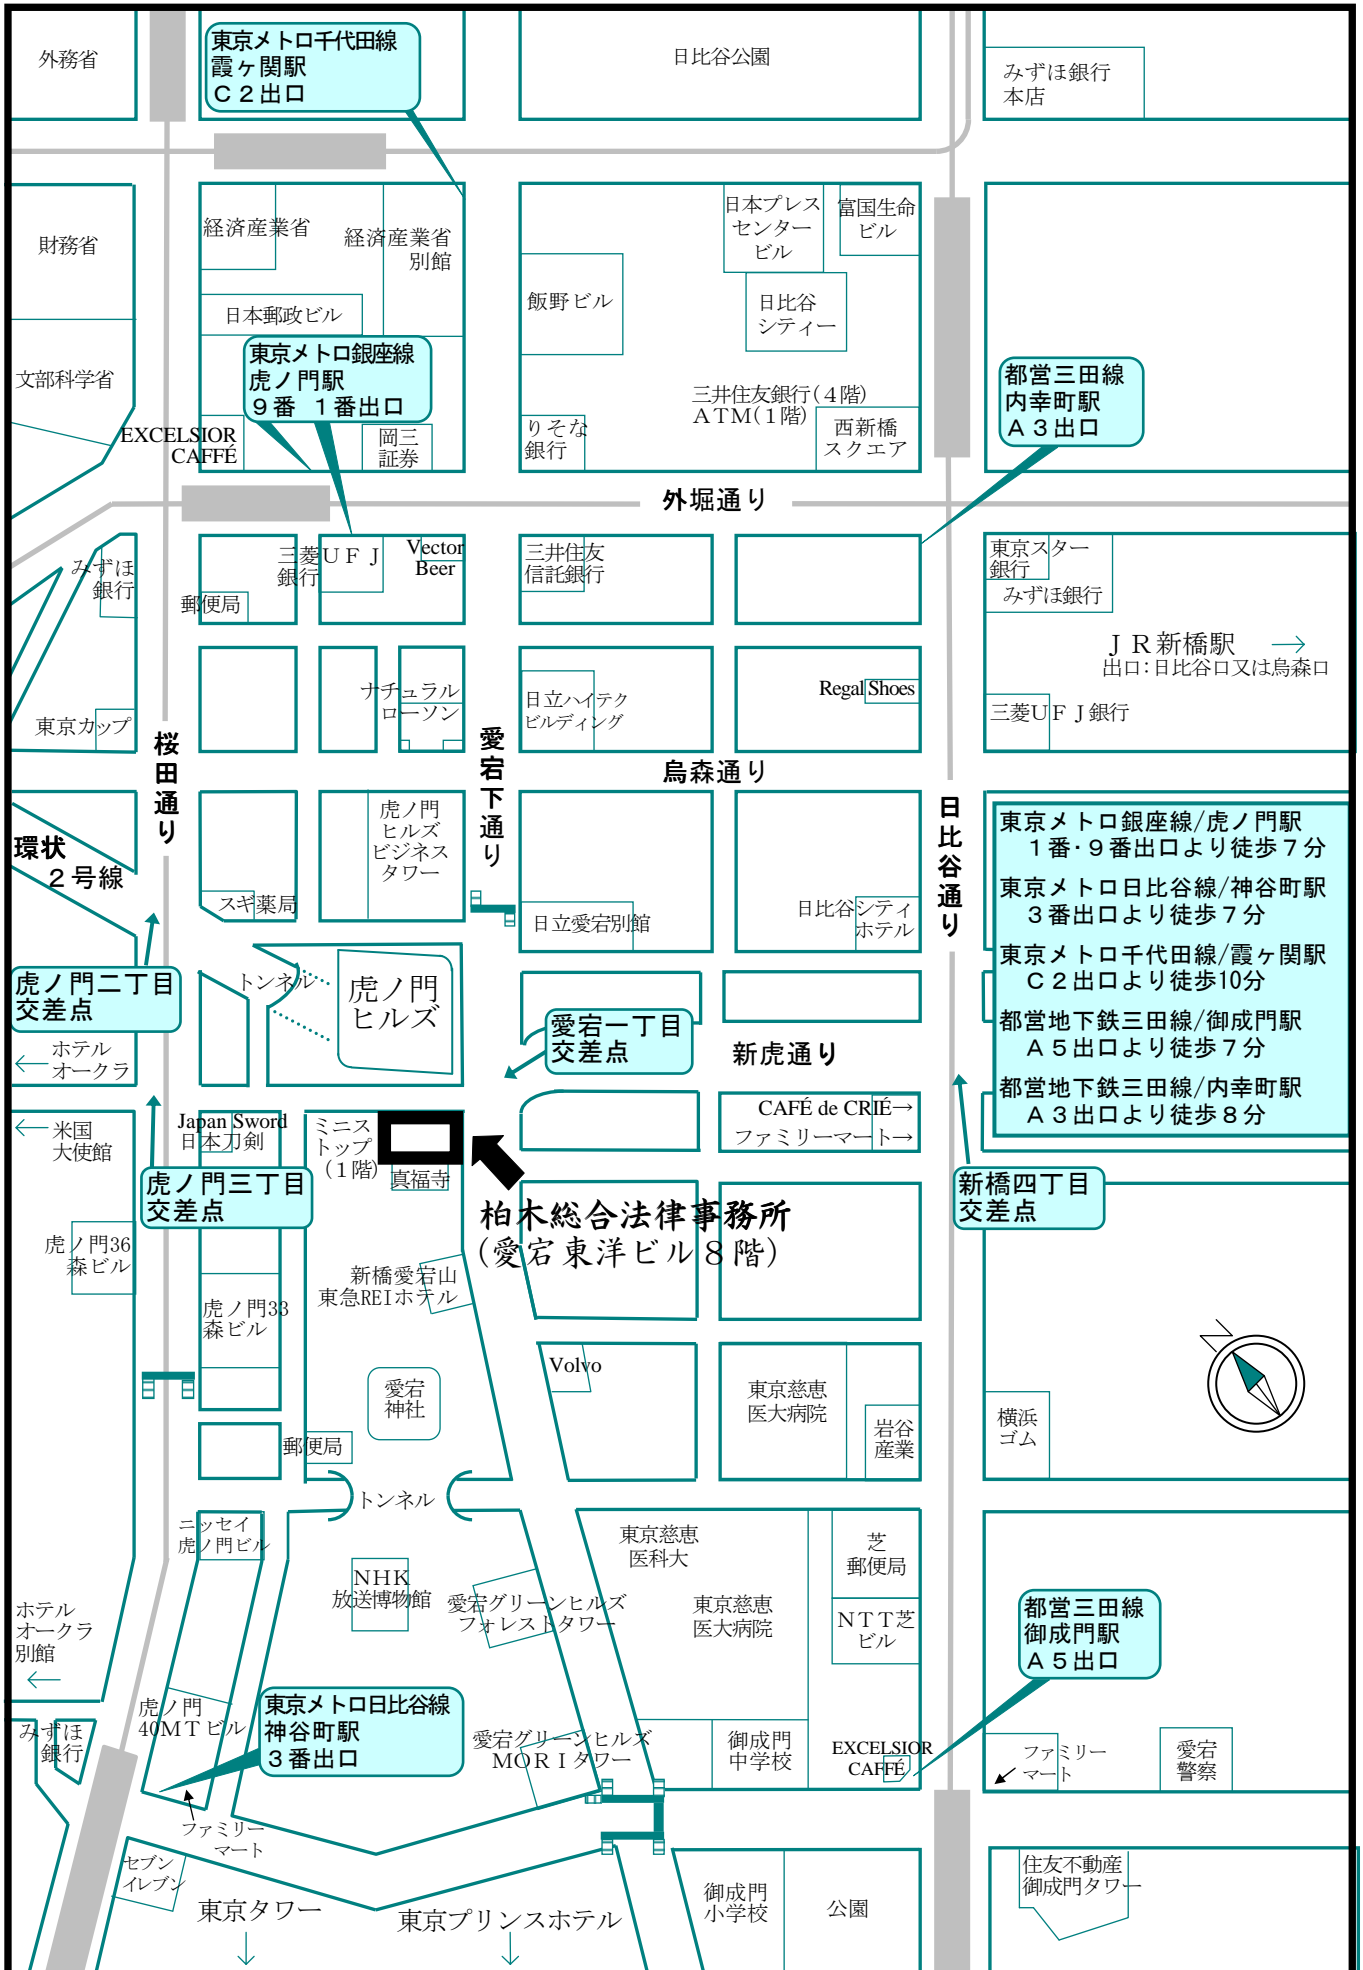 外務省
東京メトロ千代田線
霞ヶ関駅
C２出口
日比谷公園
みずほ銀行
本店
財務省
経済産業省
経済産業省
別館
日本郵政ビル
日本プレス
センター
ビル
富国生命
ビル
飯野ビル
日比谷
シティー
文部科学省
東京メトロ銀座線
虎ノ門駅
９番 １番出口
EXCELSIOR
CAFFÉ
岡三
証券
りそな
銀行
三井住友銀行(４階)
ATM(１階)
西新橋
スクエア
都営三田線
内幸町駅
A３出口
外堀通り
みずほ
銀行
郵便局
三菱UFJ
銀行
Vector
Beer
三井住友
信託銀行
東京スター
銀行
みずほ銀行
JR新橋駅 →
出口：日比谷口又は烏森口
東京カップ
ナチュラル
ローソン
日立ハイテク
ビルディング
Regal Shoes
三菱UFJ銀行
桜田通り
愛宕下通り
烏森通り
日比谷通り
環状
２号線
スギ薬局
虎ノ門
ヒルズ
ビジネス
タワー
日立愛宕別館
日比谷シティ
ホテル
東京メトロ銀座線/虎ノ門駅
１番･９番出口より徒歩７分
東京メトロ日比谷線/神谷町駅
３番出口より徒歩７分
東京メトロ千代田線/霞ヶ関駅
C２出口より徒歩10分
都営地下鉄三田線/御成門駅
A５出口より徒歩７分
都営地下鉄三田線/内幸町駅
A３出口より徒歩８分
虎ノ門二丁目
交差点
トンネル
虎ノ門
ヒルズ
愛宕一丁目
交差点
新虎通り
← ホテル
オークラ
← 米国
大使館
Japan Sword
日本刀剣
ミニス
トップ
(１階)
真福寺
CAFÉ de CRIÉ→
ファミリーマート→
虎ノ門三丁目
交差点
新橋四丁目
交差点
柏木総合法律事務所
(愛宕東洋ビル８階)
虎ノ門36
森ビル
虎ノ門33
森ビル
新橋愛宕山
東急REIホテル
N
Volvo
愛宕
神社
東京慈恵
医大病院
岩谷
産業
横浜
ゴム
郵便局
トンネル
ニッセイ
虎ノ門ビル
NHK
放送博物館
愛宕グリーンヒルズ
フォレストタワー
東京慈恵
医科大
東京慈恵
医大病院
芝
郵便局
NTT芝
ビル
都営三田線
御成門駅
A５出口
ホテル
オークラ
別館
←
みずほ
銀行
虎ノ門
40MTビル
東京メトロ日比谷線
神谷町駅
３番出口
愛宕グリーンヒルズ
MORIタワー
御成門
中学校
EXCELSIOR
CAFFÉ
ファミリー
マート
愛宕
警察
ファミリー
マート
セブン
イレブン
東京タワー
↓
東京プリンスホテル
↓
御成門
小学校
公園
住友不動産
御成門タワー